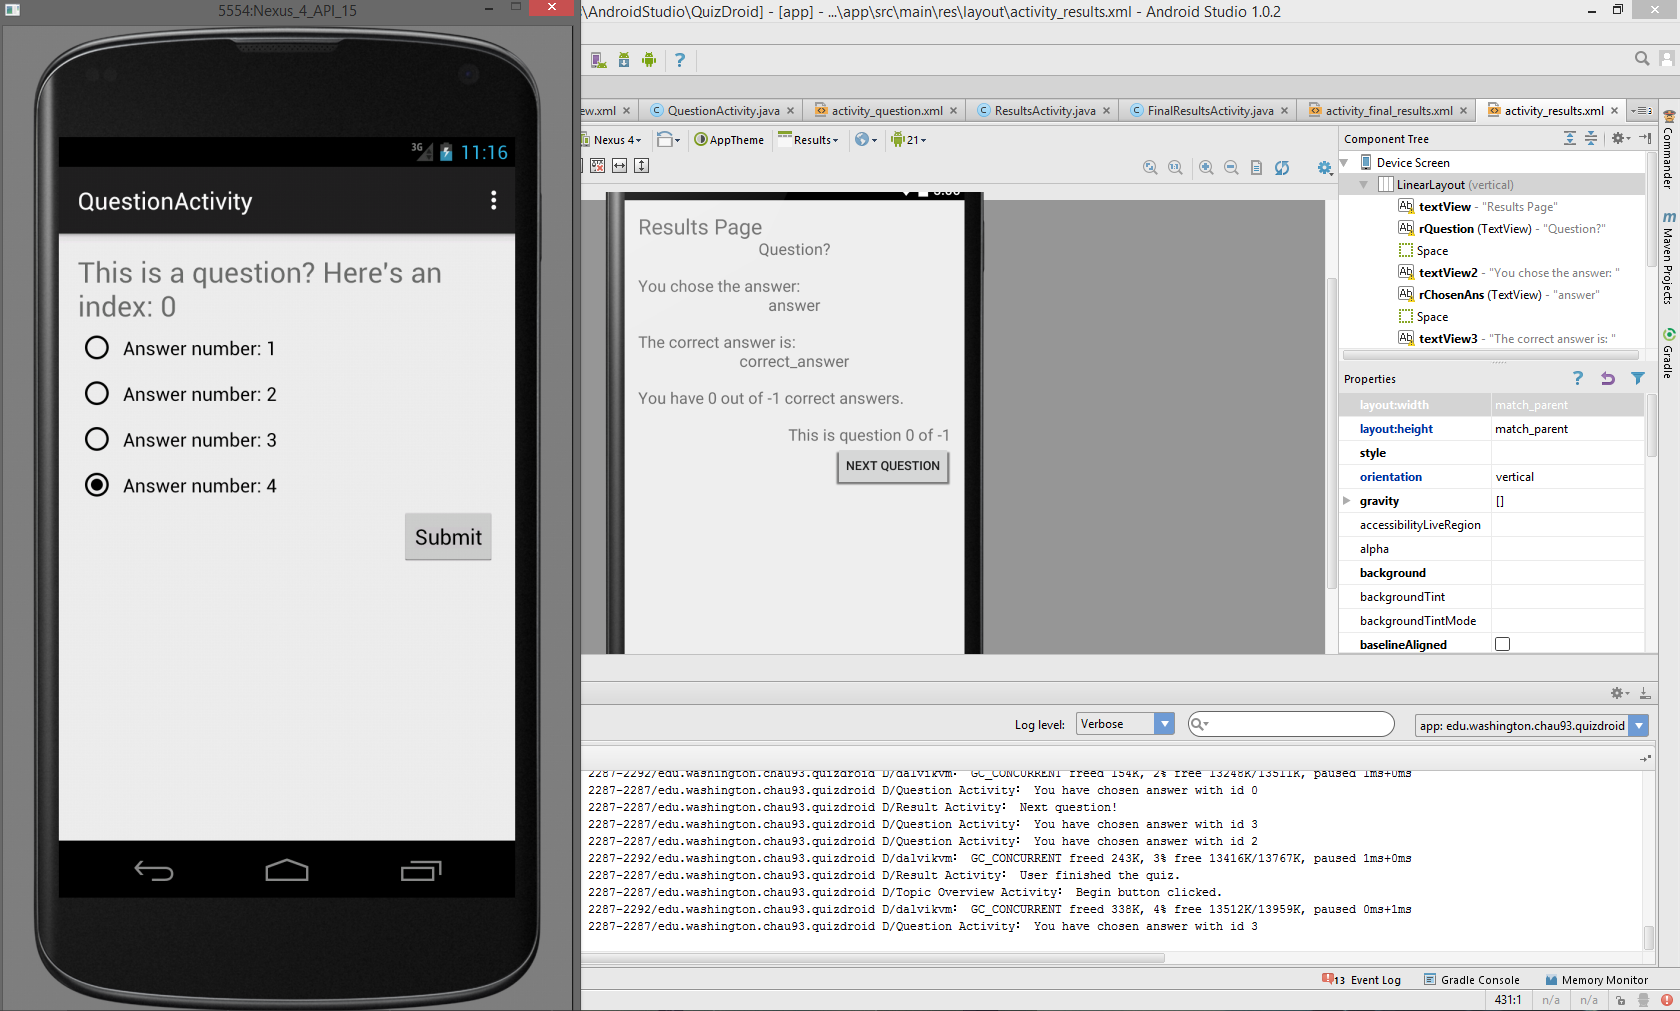 5554:Nexus_4_API_15
3G 11:16
QuestionActivity
This is a question? Here's an
index: 0
Answer number: 1
Answer number: 2
Answer number: 3
Answer number: 4
Submit
\AndroidStudio\QuizDroid] - [app] - ...\app\src\main\res\layout\activity_results.xml - Android Studio 1.0.2
?
ew.xml QuestionActivity.java activity_question.xml ResultsActivity.java FinalResultsActivity.java activity_final_results.xml activity_results.xml
Nexus 4 AppTheme Results 21
Results Page
Question?
You chose the answer:
answer
The correct answer is:
correct_answer
You have 0 out of -1 correct answers.
This is question 0 of -1
NEXT QUESTION
Component Tree
Device Screen
LinearLayout (vertical)
Ab textView - "Results Page"
Ab rQuestion (TextView) - "Question?"
Space
Ab textView2 - "You chose the answer: "
Ab rChosenAns (TextView) - "answer"
Space
Ab textView3 - "The correct answer is: "
Properties ?
layout:width match_parent
layout:height match_parent
style
orientation vertical
gravity []
accessibilityLiveRegion
alpha
background
backgroundTint
backgroundTintMode
baselineAligned
Commander
m Maven Projects
Gradle
Log level: Verbose app: edu.washington.chau93.quizdroid
2287-2292/edu.washington.chau93.quizdroid D/dalvikvm: GC_CONCURRENT freed 154K, 2% free 13248K/13511K, paused 1ms+0ms
2287-2287/edu.washington.chau93.quizdroid D/Question Activity: You have chosen answer with id 0
2287-2287/edu.washington.chau93.quizdroid D/Result Activity: Next question!
2287-2287/edu.washington.chau93.quizdroid D/Question Activity: You have chosen answer with id 3
2287-2287/edu.washington.chau93.quizdroid D/Question Activity: You have chosen answer with id 2
2287-2292/edu.washington.chau93.quizdroid D/dalvikvm: GC_CONCURRENT freed 243K, 3% free 13416K/13767K, paused 1ms+0ms
2287-2287/edu.washington.chau93.quizdroid D/Result Activity: User finished the quiz.
2287-2287/edu.washington.chau93.quizdroid D/Topic Overview Activity: Begin button clicked.
2287-2292/edu.washington.chau93.quizdroid D/dalvikvm: GC_CONCURRENT freed 338K, 4% free 13512K/13959K, paused 0ms+1ms
2287-2287/edu.washington.chau93.quizdroid D/Question Activity: You have chosen answer with id 3
13 Event Log Gradle Console Memory Monitor
431:1 n/a n/a